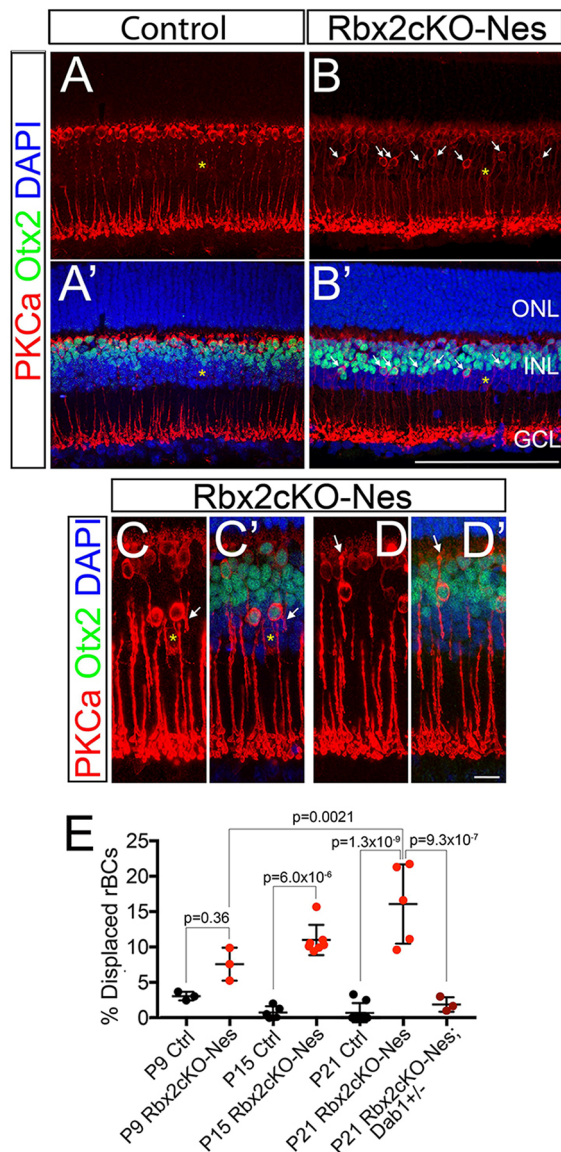 Control
Rbx2cKO-Nes
PKCa Otx2 DAPI
A
B
*
*
A'
B'
ONL
*
*
INL
GCL
Rbx2cKO-Nes
PKCa Otx2 DAPI
C
C'
D
D'
*
*
E
p=0.0021
p=1.3x10-9
p=9.3x10-7
p=6.0x10-6
p=0.36
% Displaced rBCs
25
20
15
10
5
0
P9 Ctrl
P9 Rbx2cKO-Nes
P15 Ctrl
P15 Rbx2cKO-Nes
P21 Ctrl
P21 Rbx2cKO-Nes
P21 Rbx2cKO-Nes;
Dab1+/-